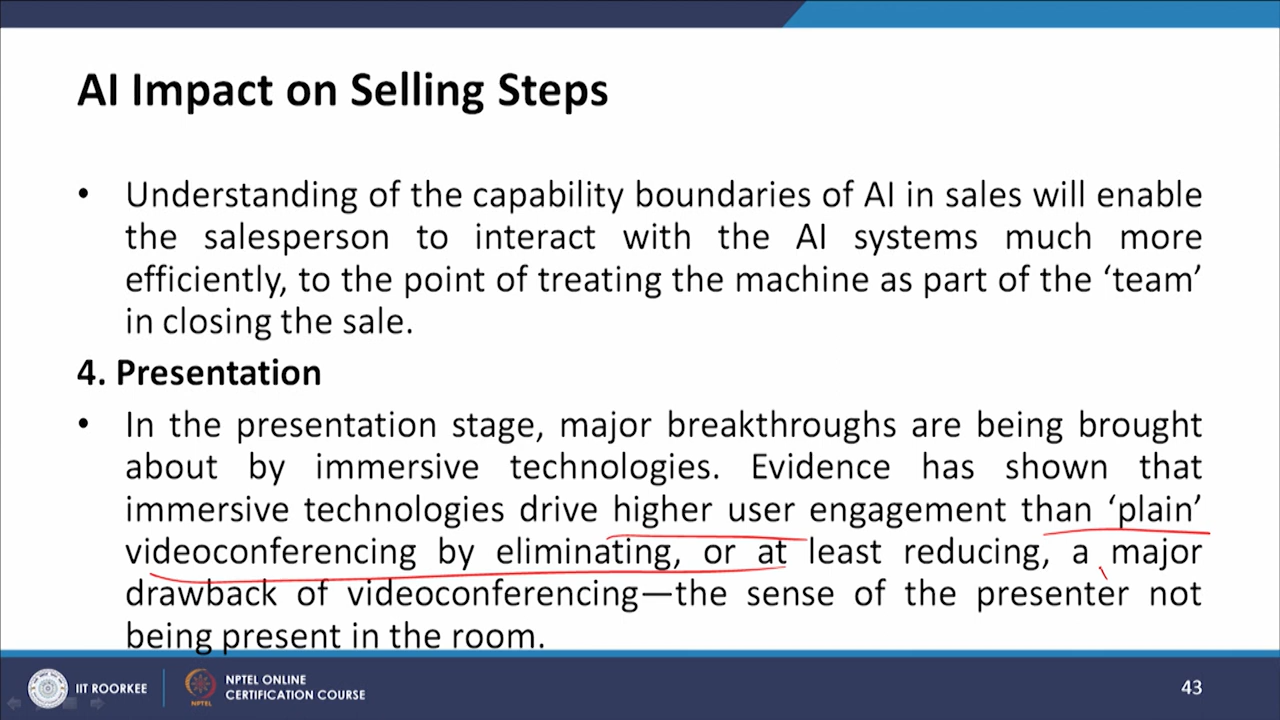 AI Impact on Selling Steps
• Understanding of the capability boundaries of AI in sales will enable
the salesperson to interact with the AI systems much more
efficiently, to the point of treating the machine as part of the ‘team’
in closing the sale.
4. Presentation
• In the presentation stage, major breakthroughs are being brought
about by immersive technologies. Evidence has shown that
immersive technologies drive higher user engagement than ‘plain’
videoconferencing by eliminating, or at least reducing, a major
drawback of videoconferencing—the sense of the presenter not
being present in the room.
IIT ROORKEE
NPTEL
NPTEL ONLINE
CERTIFICATION COURSE
43